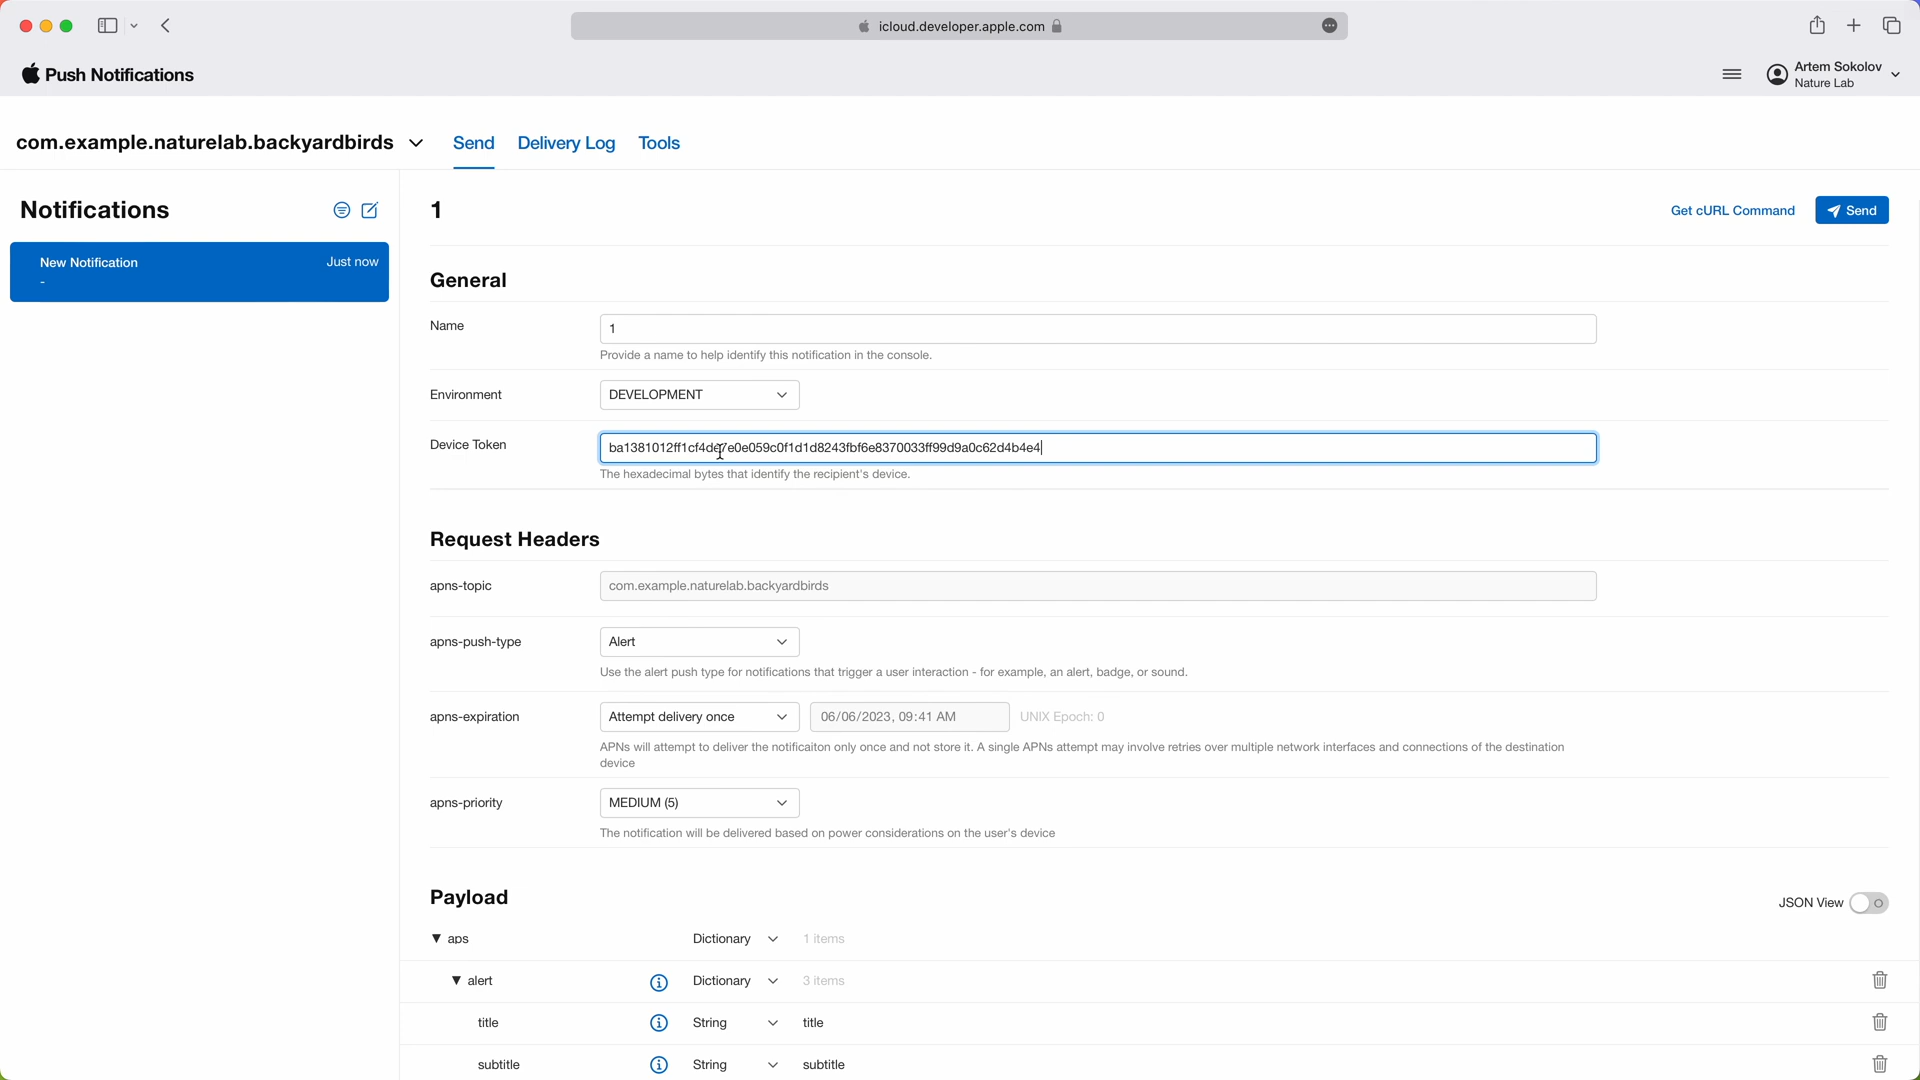 icloud.developer.apple.com
Push Notifications
Artem Sokolov
Nature Lab
com.example.naturelab.backyardbirds
Send
Delivery Log
Tools
Notifications
New Notification
Just now
-
1
Get cURL Command
Send
General
Name
1
Provide a name to help identify this notification in the console.
Environment
DEVELOPMENT
Device Token
ba1381012ff1cf4de7e0e059c0f1d1d8243fbf6e8370033ff99d9a0c62d4b4e4
The hexadecimal bytes that identify the recipient's device.
Request Headers
apns-topic
com.example.naturelab.backyardbirds
apns-push-type
Alert
Use the alert push type for notifications that trigger a user interaction - for example, an alert, badge, or sound.
apns-expiration
Attempt delivery once
06/06/2023, 09:41 AM
UNIX Epoch: 0
APNs will attempt to deliver the notificaiton only once and not store it. A single APNs attempt may involve retries over multiple network interfaces and connections of the destination
device
apns-priority
MEDIUM (5)
The notification will be delivered based on power considerations on the user's device
Payload
JSON View
aps
Dictionary
1 items
alert
Dictionary
3 items
title
String
title
subtitle
String
subtitle